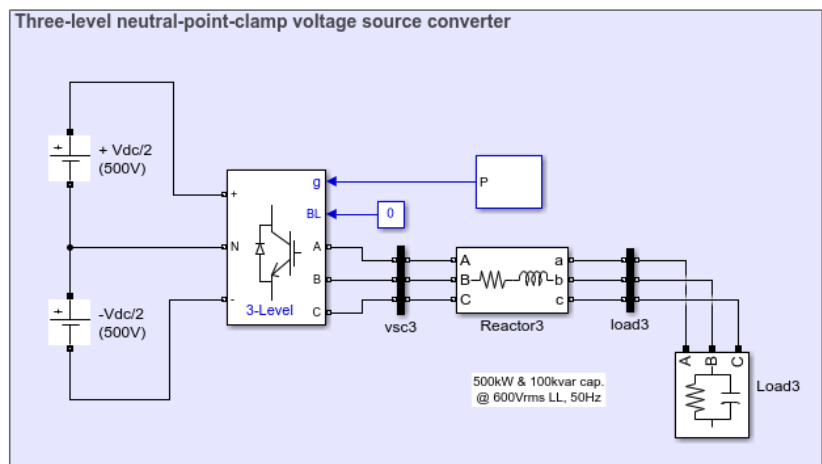 Three-level neutral-point-clamp voltage source converter
+ Vdc/2
(500V)
-Vdc/2
(500V)
+
N
-
g
BL
A
B
C
3-Level
P
0
vsc3
A
B
C
a
b
c
Reactor3
load3
A
B
C
Load3
500kW & 100kvar cap.
@ 600Vrms LL, 50Hz